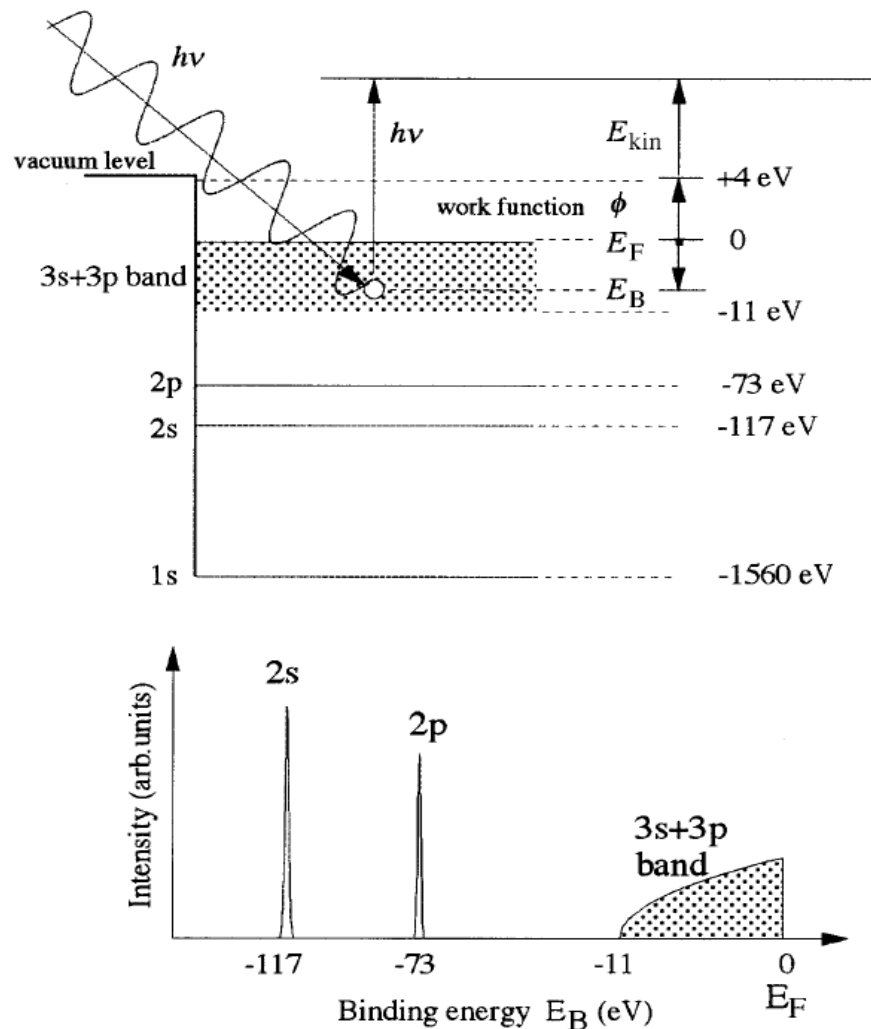 hν
hν
E_kin
vacuum level
+4 eV
work function ϕ
E_F 0
3s+3p band
E_B
-11 eV
2p
-73 eV
2s
-117 eV
1s
-1560 eV
Intensity (arb.units)
2s
2p
3s+3p
band
-117 -73 -11 0
Binding energy E_B (eV) E_F